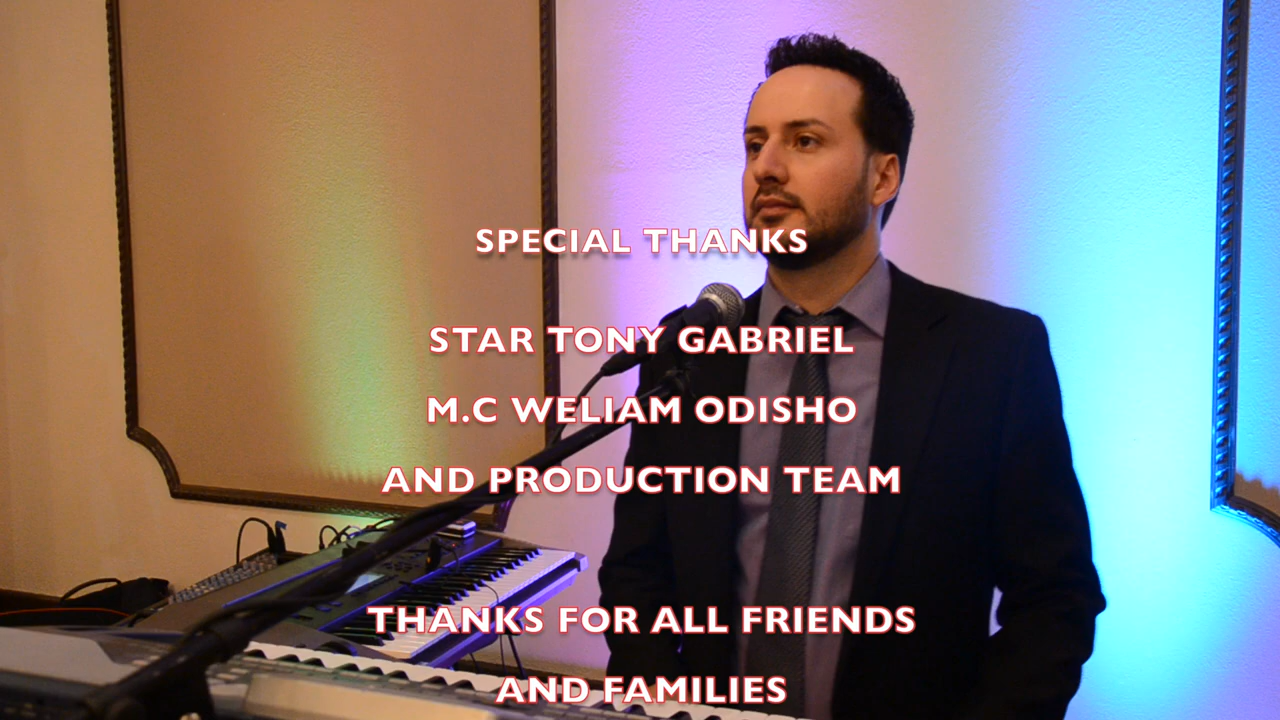 SPECIAL THANKS
STAR TONY GABRIEL
M.C WELIAM ODISHO
AND PRODUCTION TEAM
THANKS FOR ALL FRIENDS
AND FAMILIES